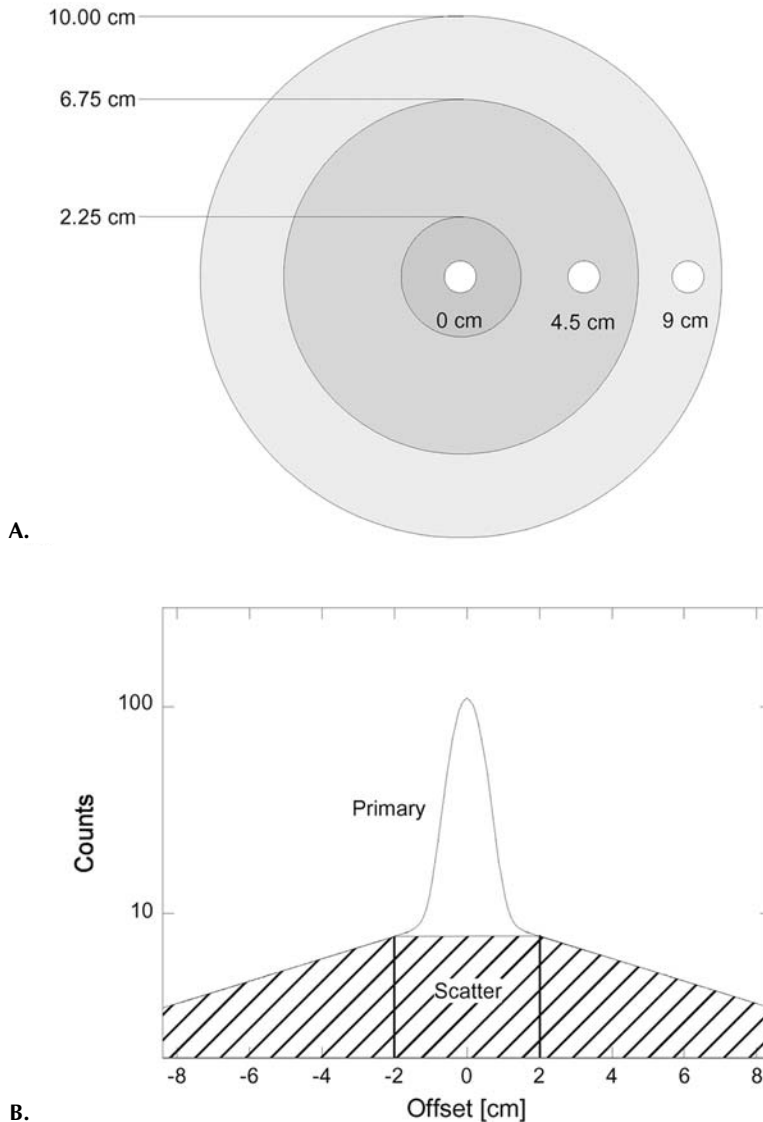 10.00 cm
6.75 cm
2.25 cm
0 cm 4.5 cm 9 cm
A.
100
Primary
Counts
10
Scatter
-8 -6 -4 -2 0 2 4 6 8
Offset [cm]
B.